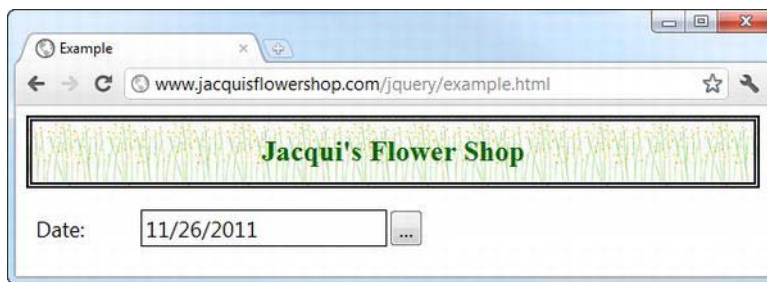 Example
www.jacquisflowershop.com/jquery/example.html
Jacqui's Flower Shop
Date: 11/26/2011 ...